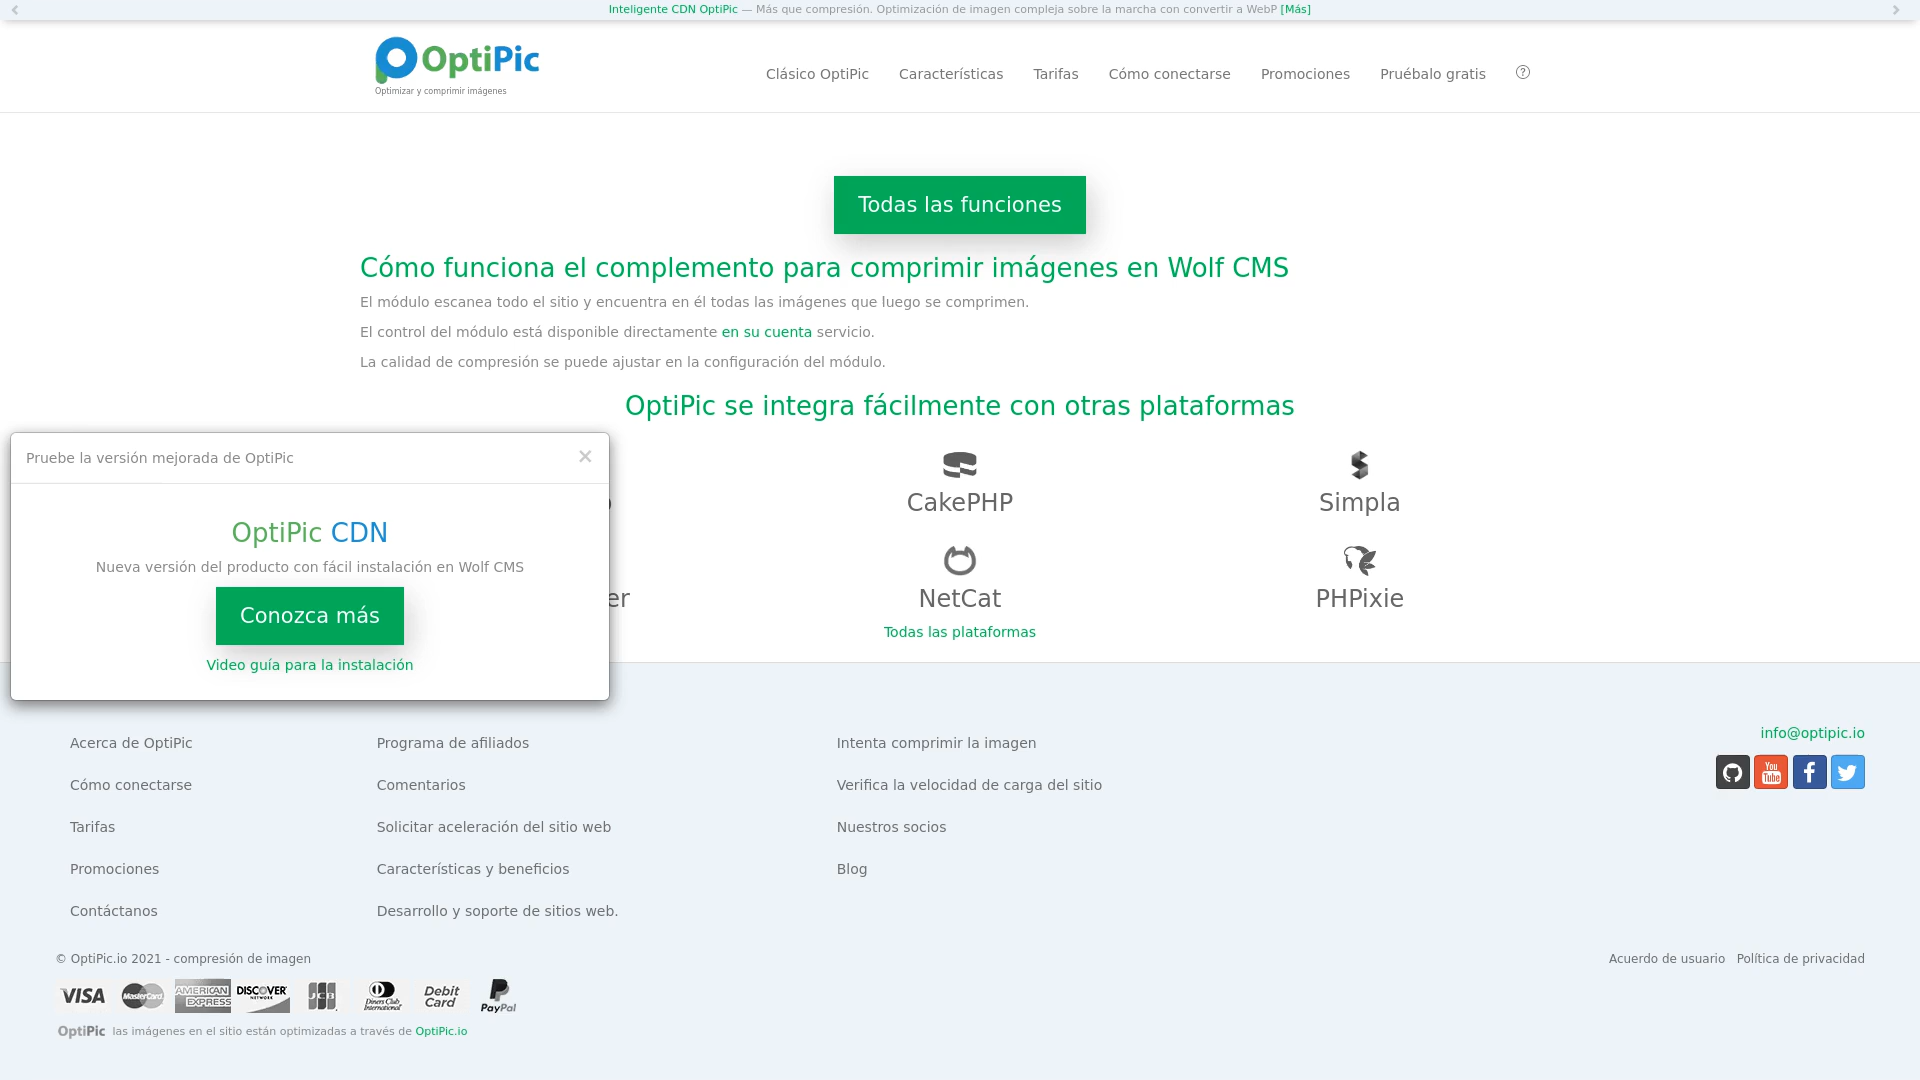 Inteligente CDN OptiPic — Más que compresión. Optimización de imagen compleja sobre la marcha con convertir a WebP [Más]
OptiPic
Optimizar y comprimir imágenes
Clásico OptiPic Características Tarifas Cómo conectarse Promociones Pruébalo gratis
Todas las funciones
Cómo funciona el complemento para comprimir imágenes en Wolf CMS
El módulo escanea todo el sitio y encuentra en él todas las imágenes que luego se comprimen.
El control del módulo está disponible directamente en su cuenta servicio.
La calidad de compresión se puede ajustar en la configuración del módulo.
OptiPic se integra fácilmente con otras plataformas
Pruebe la versión mejorada de OptiPic ×
OptiPic CDN
Nueva versión del producto con fácil instalación en Wolf CMS
Conozca más
Video guía para la instalación
CakePHP Simpla
NetCat PHPixie
Todas las plataformas
Acerca de OptiPic
Cómo conectarse
Tarifas
Promociones
Contáctanos
Programa de afiliados
Comentarios
Solicitar aceleración del sitio web
Características y beneficios
Desarrollo y soporte de sitios web.
Intenta comprimir la imagen
Verifica la velocidad de carga del sitio
Nuestros socios
Blog
info@optipic.io
You Tube
© OptiPic.io 2021 - compresión de imagen
Acuerdo de usuario Política de privacidad
VISA MasterCard AMERICAN EXPRESS DISCOVER NETWORK JCB Diners Club International Debit Card PayPal
OptiPic las imágenes en el sitio están optimizadas a través de OptiPic.io